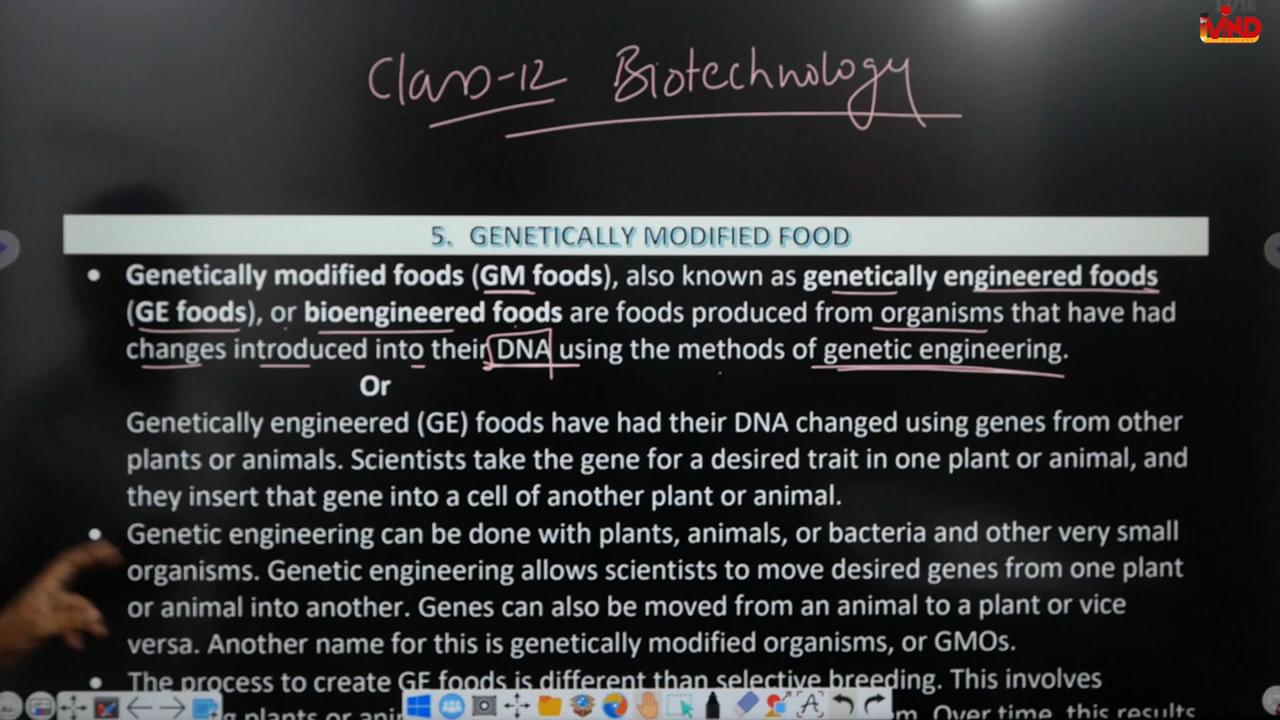 iVND
Class-12 Biotechnology
5. GENETICALLY MODIFIED FOOD
• Genetically modified foods (GM foods), also known as genetically engineered foods
(GE foods), or bioengineered foods are foods produced from organisms that have had
changes introduced into their DNA using the methods of genetic engineering.
Or
Genetically engineered (GE) foods have had their DNA changed using genes from other
plants or animals. Scientists take the gene for a desired trait in one plant or animal, and
they insert that gene into a cell of another plant or animal.
• Genetic engineering can be done with plants, animals, or bacteria and other very small
organisms. Genetic engineering allows scientists to move desired genes from one plant
or animal into another. Genes can also be moved from an animal to a plant or vice
versa. Another name for this is genetically modified organisms, or GMOs.
• The process to create GE foods is different than selective breeding. This involves
plants or Over time, this results